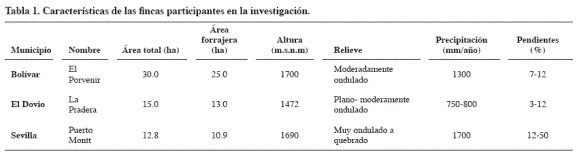 Tabla 1. Características de las fincas participantes en la investigación.
Municipio Nombre Área total (ha) Área forrajera (ha) Altura (m.s.n.m) Relieve Precipitación (mm/año) Pendientes (%)
Bolívar El Porvenir 30.0 25.0 1700 Moderadamente ondulado 1300 7-12
El Dovio La Pradera 15.0 13.0 1472 Plano- moderamente ondulado 750-800 3-12
Sevilla Puerto Montt 12.8 10.9 1690 Muy ondulado a quebrado 1700 12-50